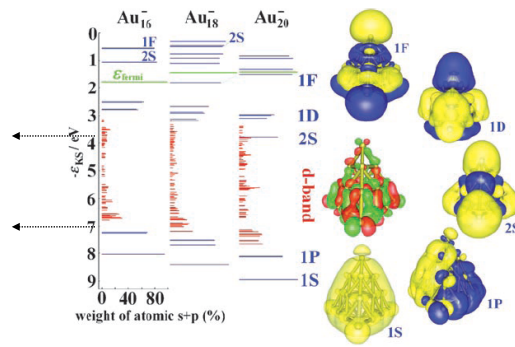 Au₁₆⁻ Au₁₈⁻ Au₂₀⁻
0
1
2
3
4
5
6
7
8
9
-εKS / eV
1F
2S
εfermi
2S
1F
1D
2S
d-band
1P
1S
0 40 80
weight of atomic s+p (%)
1F
1D
2S
1P
1S